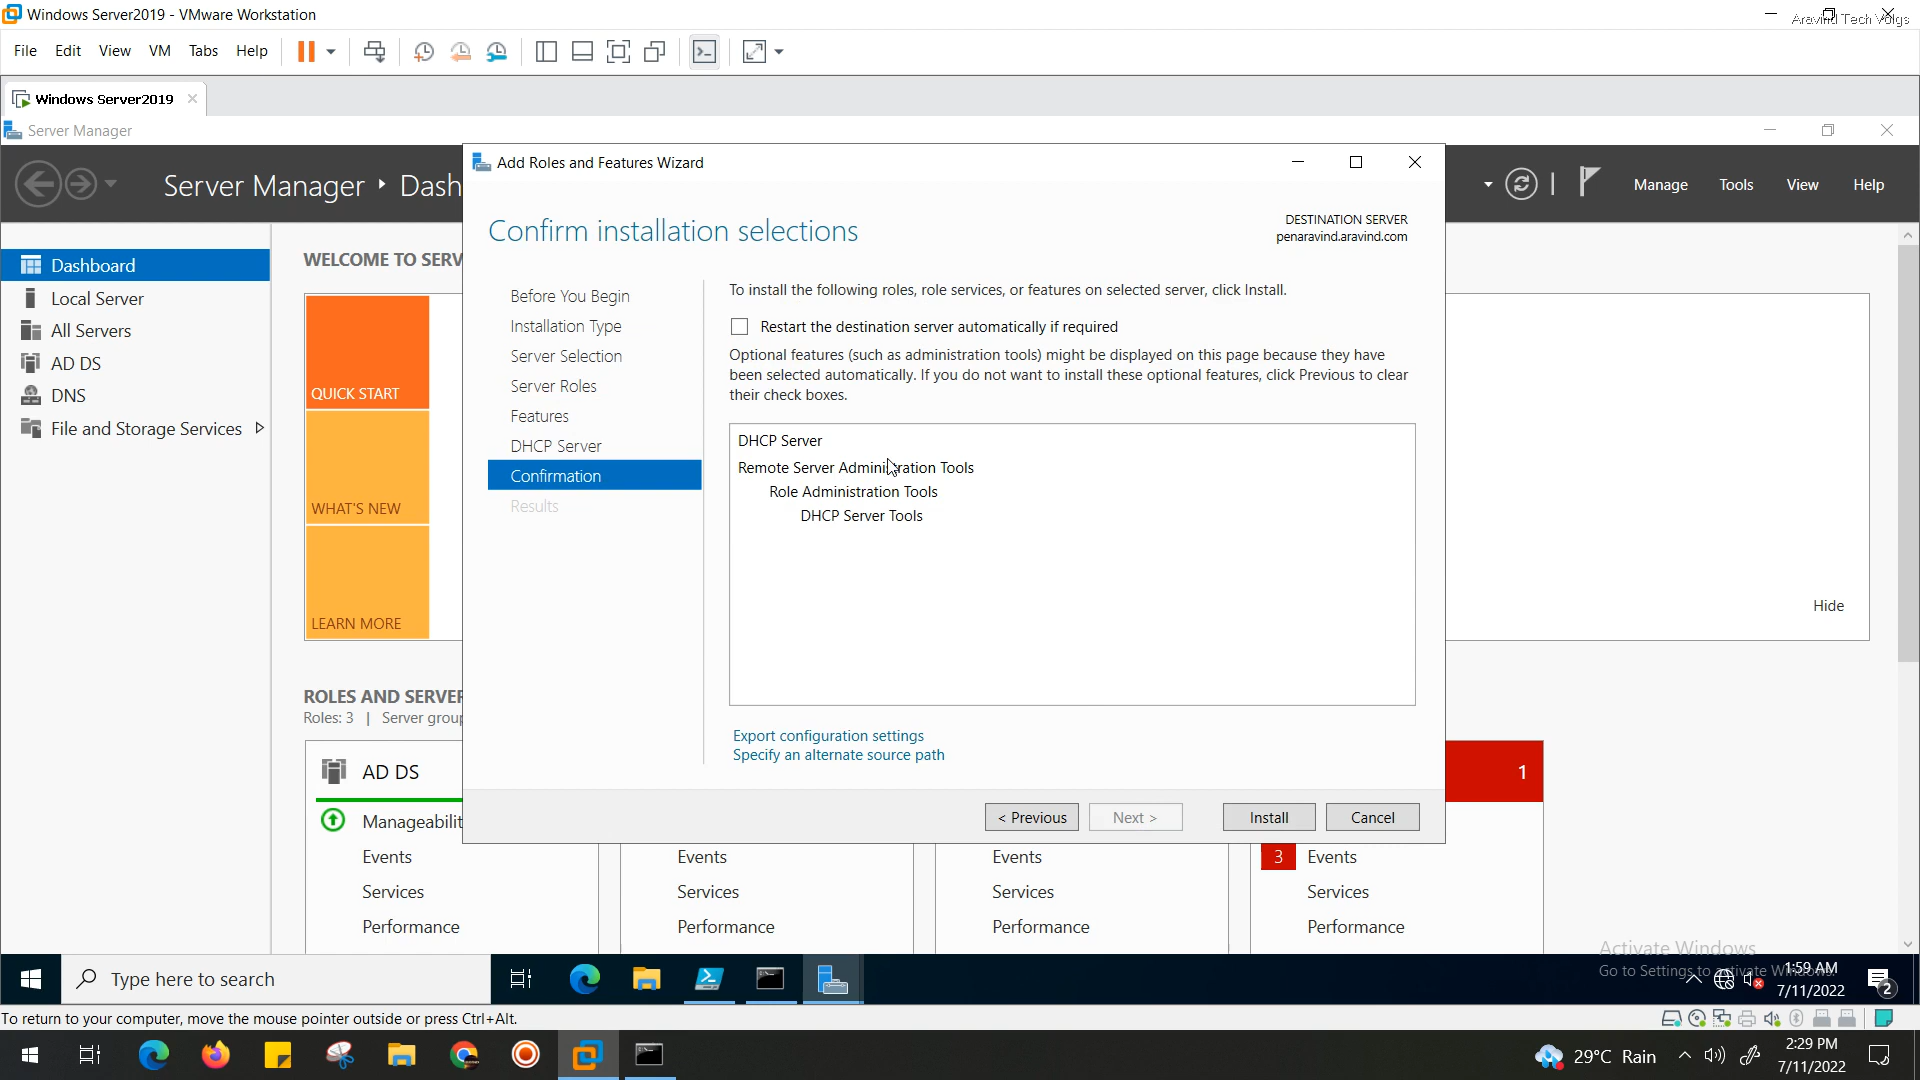 Windows Server2019 - VMware Workstation
Aravind Tech Volgs
File Edit View VM Tabs Help
Windows Server2019
Server Manager
Server Manager Dash
Manage Tools View Help
Add Roles and Features Wizard
Confirm installation selections
DESTINATION SERVER
penaravind.aravind.com
Dashboard
Local Server
All Servers
AD DS
DNS
File and Storage Services
WELCOME TO SERV
QUICK START
WHAT'S NEW
LEARN MORE
Hide
Before You Begin
Installation Type
Server Selection
Server Roles
Features
DHCP Server
Confirmation
Results
To install the following roles, role services, or features on selected server, click Install.
Restart the destination server automatically if required
Optional features (such as administration tools) might be displayed on this page because they have
been selected automatically. If you do not want to install these optional features, click Previous to clear
their check boxes.
DHCP Server
Remote Server Administration Tools
Role Administration Tools
DHCP Server Tools
Export configuration settings
Specify an alternate source path
< Previous Next > Install Cancel
ROLES AND SERVER
Roles: 3 | Server group
AD DS
1
Manageabilit
Events
Services
Performance
Events
Services
Performance
Events
Services
Performance
3 Events
Services
Performance
Activate Windows
Go to Settings to activate Windows.
Type here to search
1:59 AM
7/11/2022
2
To return to your computer, move the mouse pointer outside or press Ctrl+Alt.
29°C Rain
2:29 PM
7/11/2022